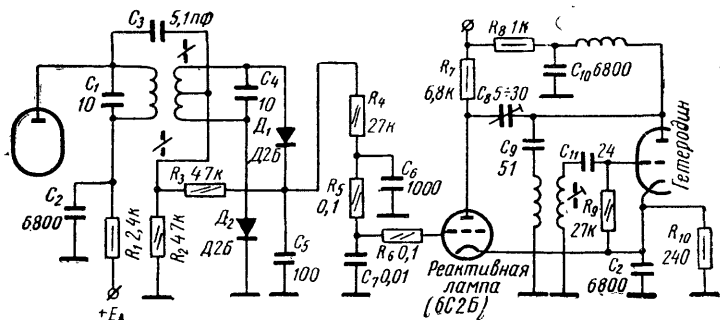 C₃ 5,1пф
C₁
10
C₂
6800
R₁ 2,4к
+Eₐ
R₂ 47к
R₃ 47к
C₄
10
Д₁
Д2Б
Д₂
Д2Б
C₅
100
R₄
27к
R₅
0,1
C₆
1000
R₆ 0,1
C₇ 0,01
Реактивная
лампа
(6С2Б)
R₇
6,8к
R₈ 1к
C₁₀ 6800
C₈ 5÷30
C₉
51
C₁₁ 24
R₉
27к
C₂
6800
R₁₀
240
Гетеродин